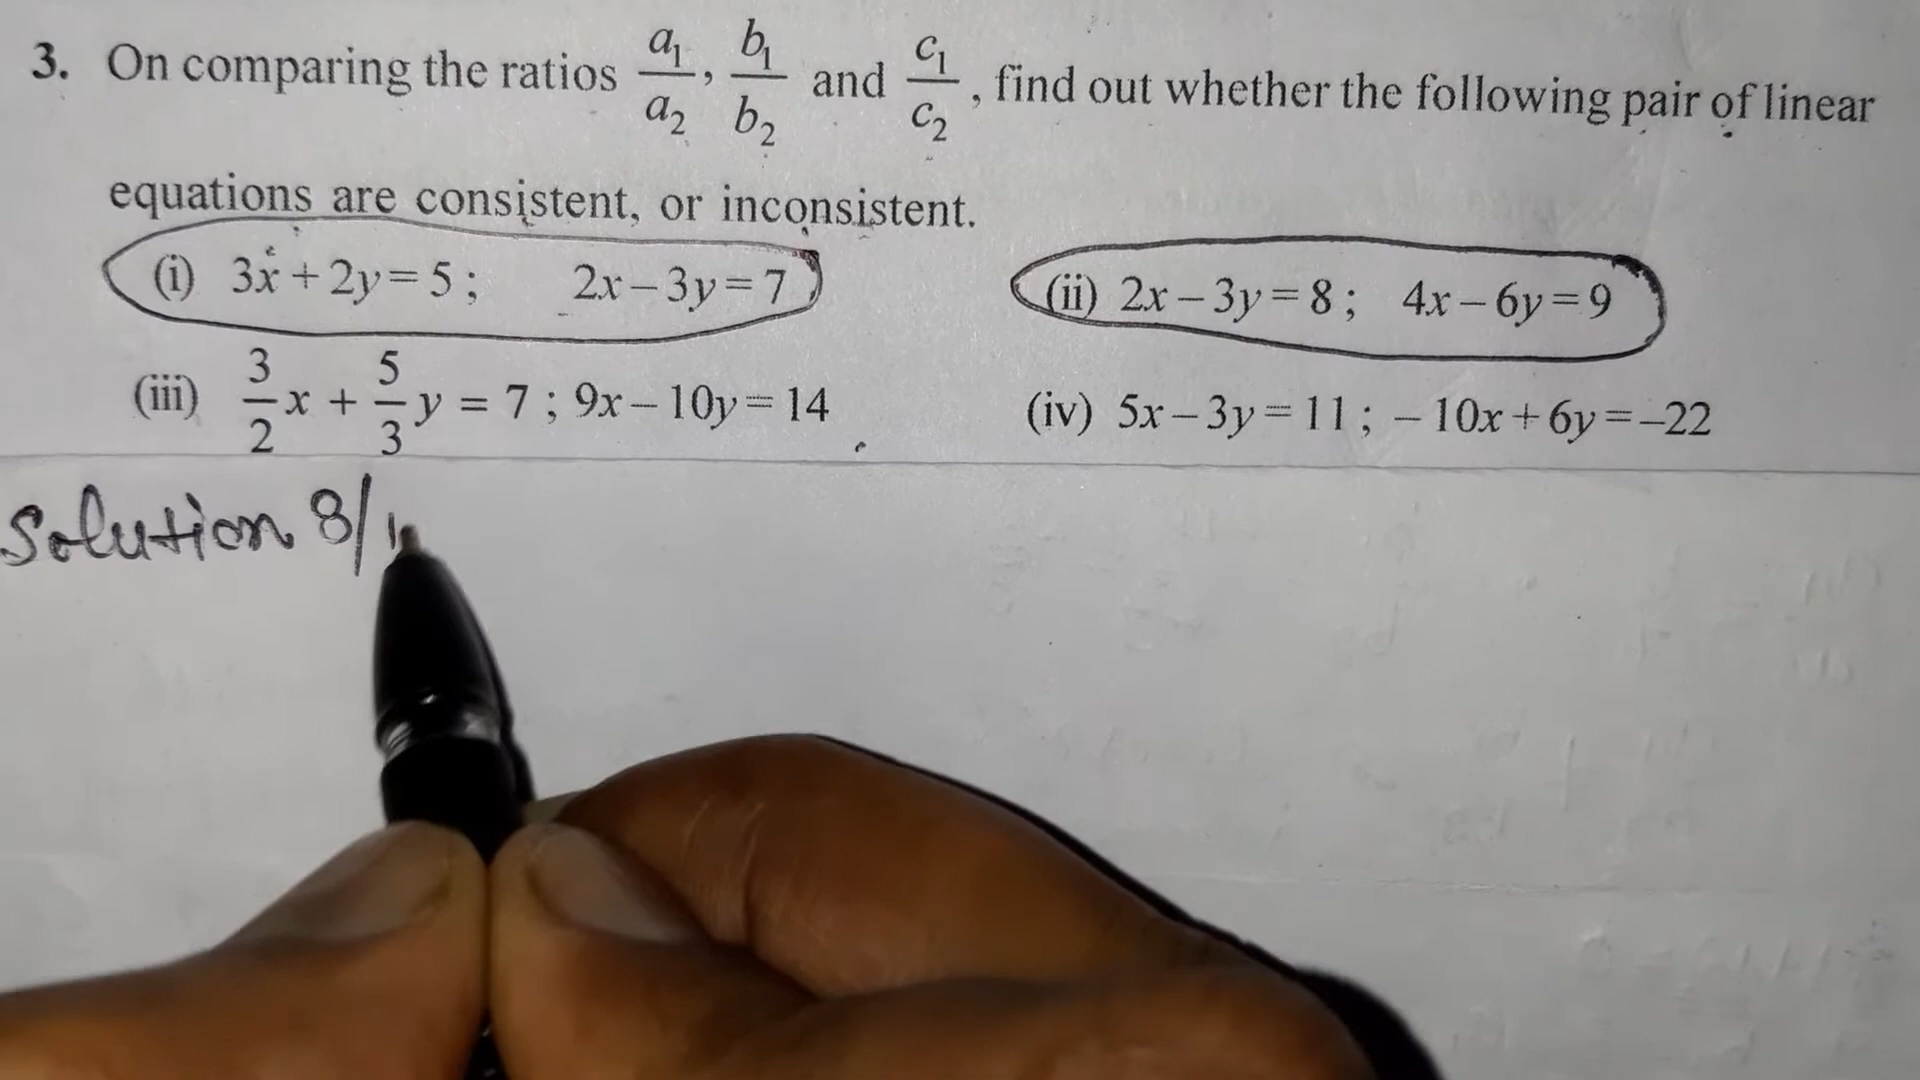 3. On comparing the ratios a₁/a₂, b₁/b₂ and c₁/c₂, find out whether the following pair of linear
equations are consistent, or inconsistent.
(i) 3x + 2y = 5 ; 2x – 3y = 7 (ii) 2x – 3y = 8 ; 4x – 6y = 9
(iii) 3/2 x + 5/3 y = 7 ; 9x – 10y = 14 (iv) 5x – 3y = 11 ; – 10x + 6y = –22
Solution 8/